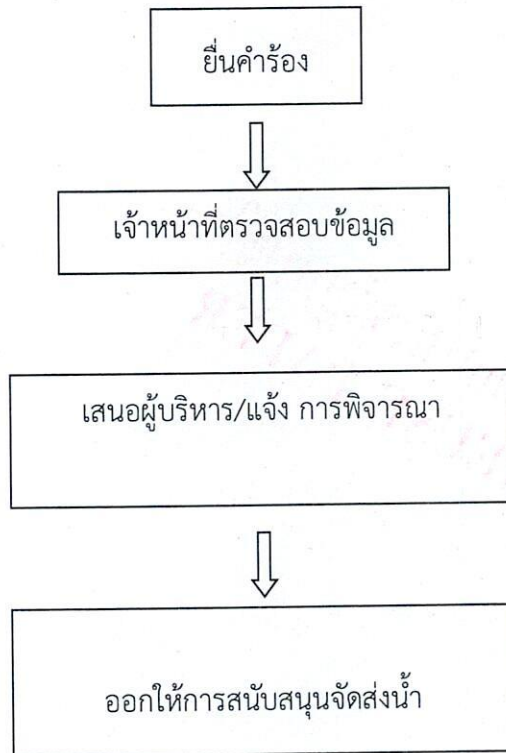 ยื่นคำร้อง
เจ้าหน้าที่ตรวจสอบข้อมูล
เสนอผู้บริหาร/แจ้ง การพิจารณา
ออกให้การสนับสนุนจัดส่งน้ำ